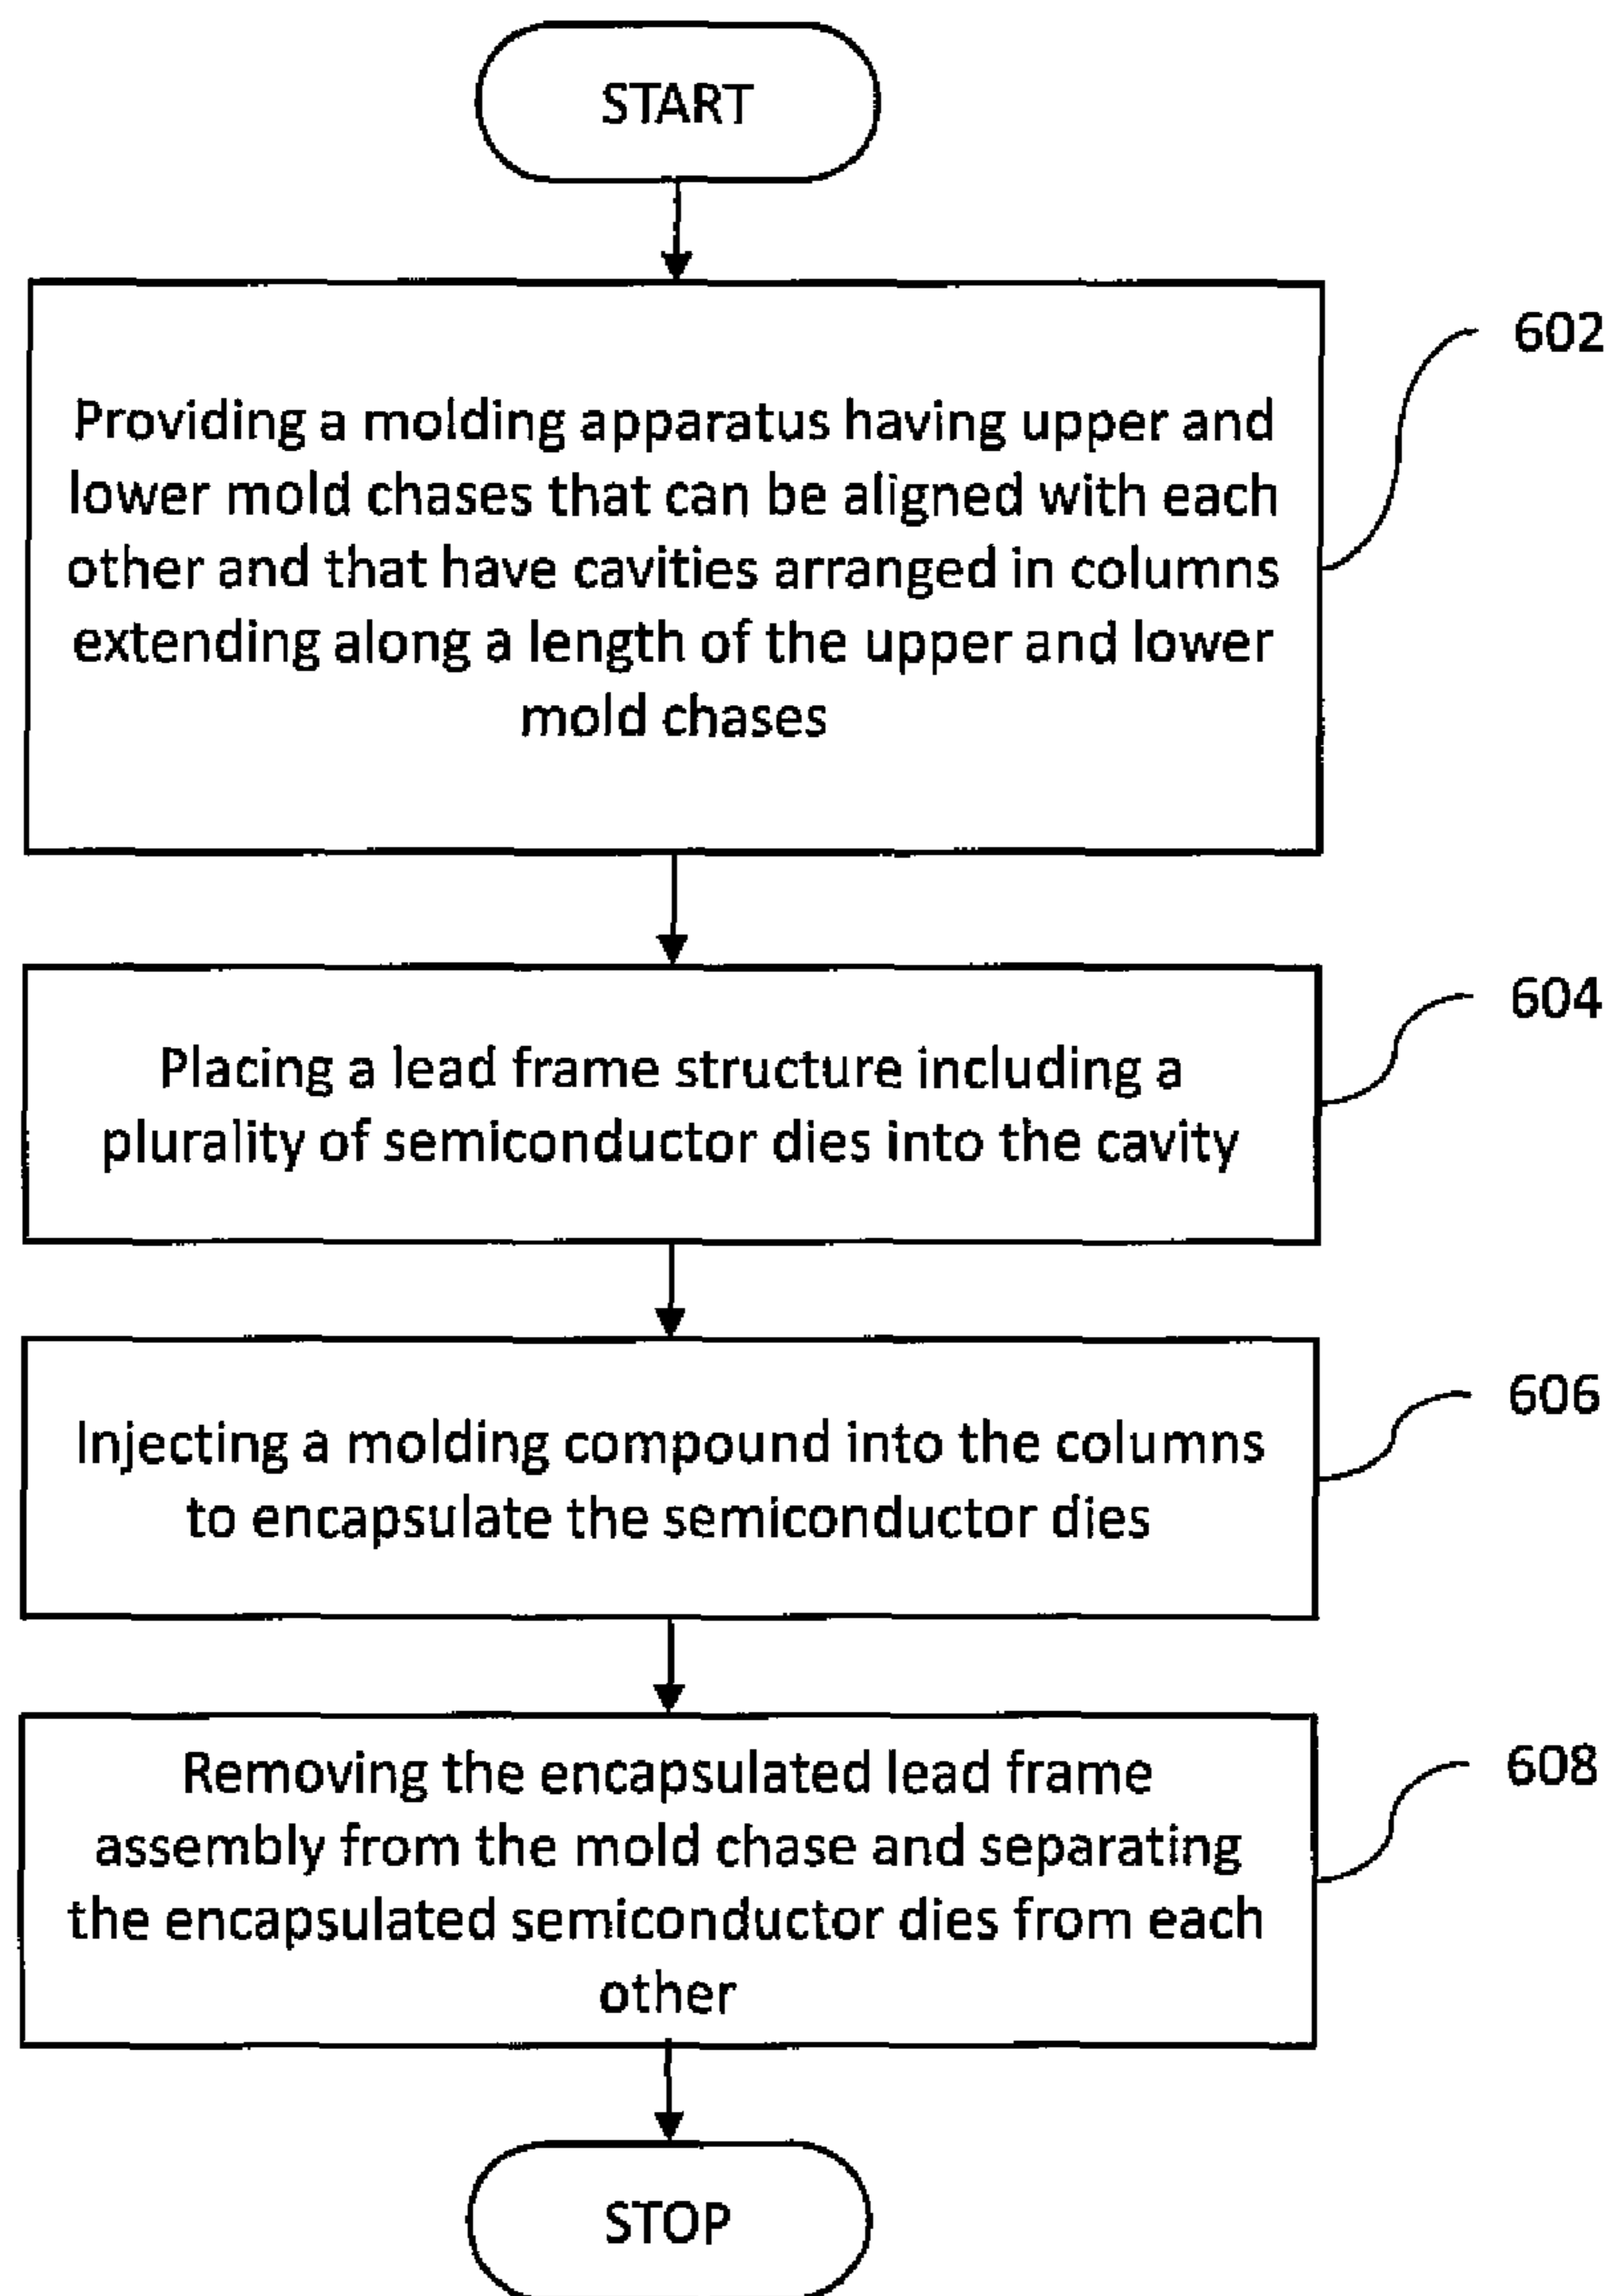 START
Providing a molding apparatus having upper and
lower mold chases that can be aligned with each
other and that have cavities arranged in columns
extending along a length of the upper and lower
mold chases
602
Placing a lead frame structure including a
plurality of semiconductor dies into the cavity
604
Injecting a molding compound into the columns
to encapsulate the semiconductor dies
606
Removing the encapsulated lead frame
assembly from the mold chase and separating
the encapsulated semiconductor dies from each
other
608
STOP